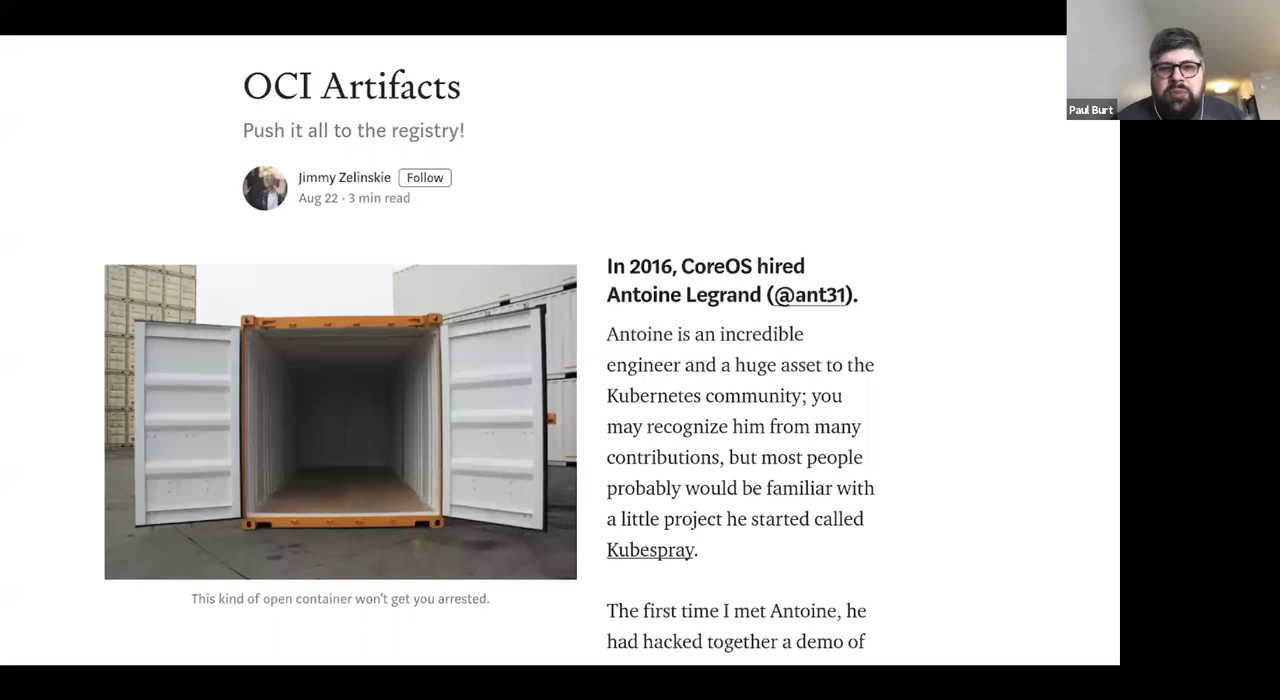 OCI Artifacts
Push it all to the registry!
Jimmy Zelinskie Follow
Aug 22 · 3 min read
This kind of open container won't get you arrested.
In 2016, CoreOS hired
Antoine Legrand (@ant31).
Antoine is an incredible
engineer and a huge asset to the
Kubernetes community; you
may recognize him from many
contributions, but most people
probably would be familiar with
a little project he started called
Kubespray.
The first time I met Antoine, he
had hacked together a demo of
Paul Burt